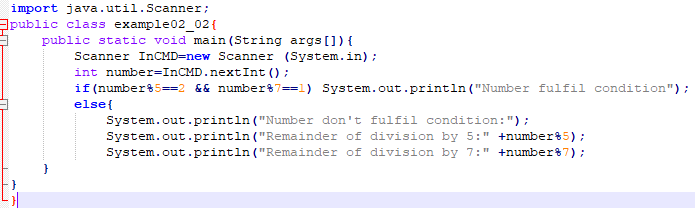 import java.util.Scanner;
public class example02_02{
    public static void main(String args[]){
        Scanner InCMD=new Scanner (System.in);
        int number=InCMD.nextInt();
        if(number%5==2 && number%7==1) System.out.println("Number fulfil condition");
        else{
            System.out.println("Number don't fulfil condition:");
            System.out.println("Remainder of division by 5:" +number%5);
            System.out.println("Remainder of division by 7:" +number%7);
    }
}
}